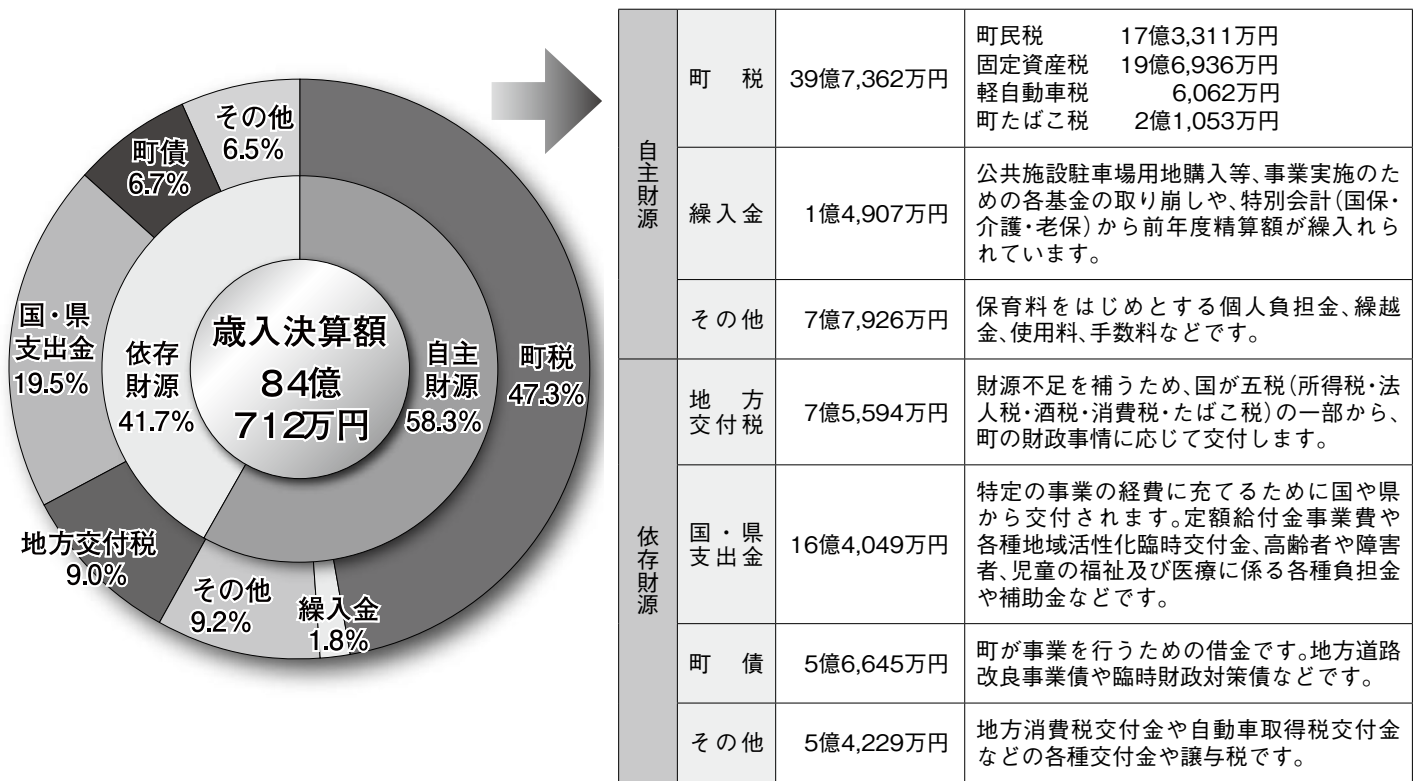 その他
6.5%
町債
6.7%
国・県
支出金
19.5%
地方交付税
9.0%
その他
9.2%
繰入金
1.8%
町税
47.3%
依存
財源
41.7%
自主
財源
58.3%
歳入決算額
84億
712万円
自主財源
町 税
39億7,362万円
町民税 17億3,311万円
固定資産税 19億6,936万円
軽自動車税 6,062万円
町たばこ税 2億1,053万円
繰入金
1億4,907万円
公共施設駐車場用地購入等、事業実施のた
めの各基金の取り崩しや、特別会計(国保・
介護・老保)から前年度精算額が繰入れら
れています。
その他
7億7,926万円
保育料をはじめとする個人負担金、繰越
金、使用料、手数料などです。
依存財源
地 方
交付税
7億5,594万円
財源不足を補うため、国が五税(所得税・法
人税・酒税・消費税・たばこ税)の一部から、
町の財政事情に応じて交付します。
国・県
支出金
16億4,049万円
特定の事業の経費に充てるために国や県
から交付されます。定額給付金事業費や
各種地域活性化臨時交付金、高齢者や障害
者、児童の福祉及び医療に係る各種負担金
や補助金などです。
町 債
5億6,645万円
町が事業を行うための借金です。地方道路
改良事業債や臨時財政対策債などです。
その他
5億4,229万円
地方消費税交付金や自動車取得税交付金
などの各種交付金や譲与税です。